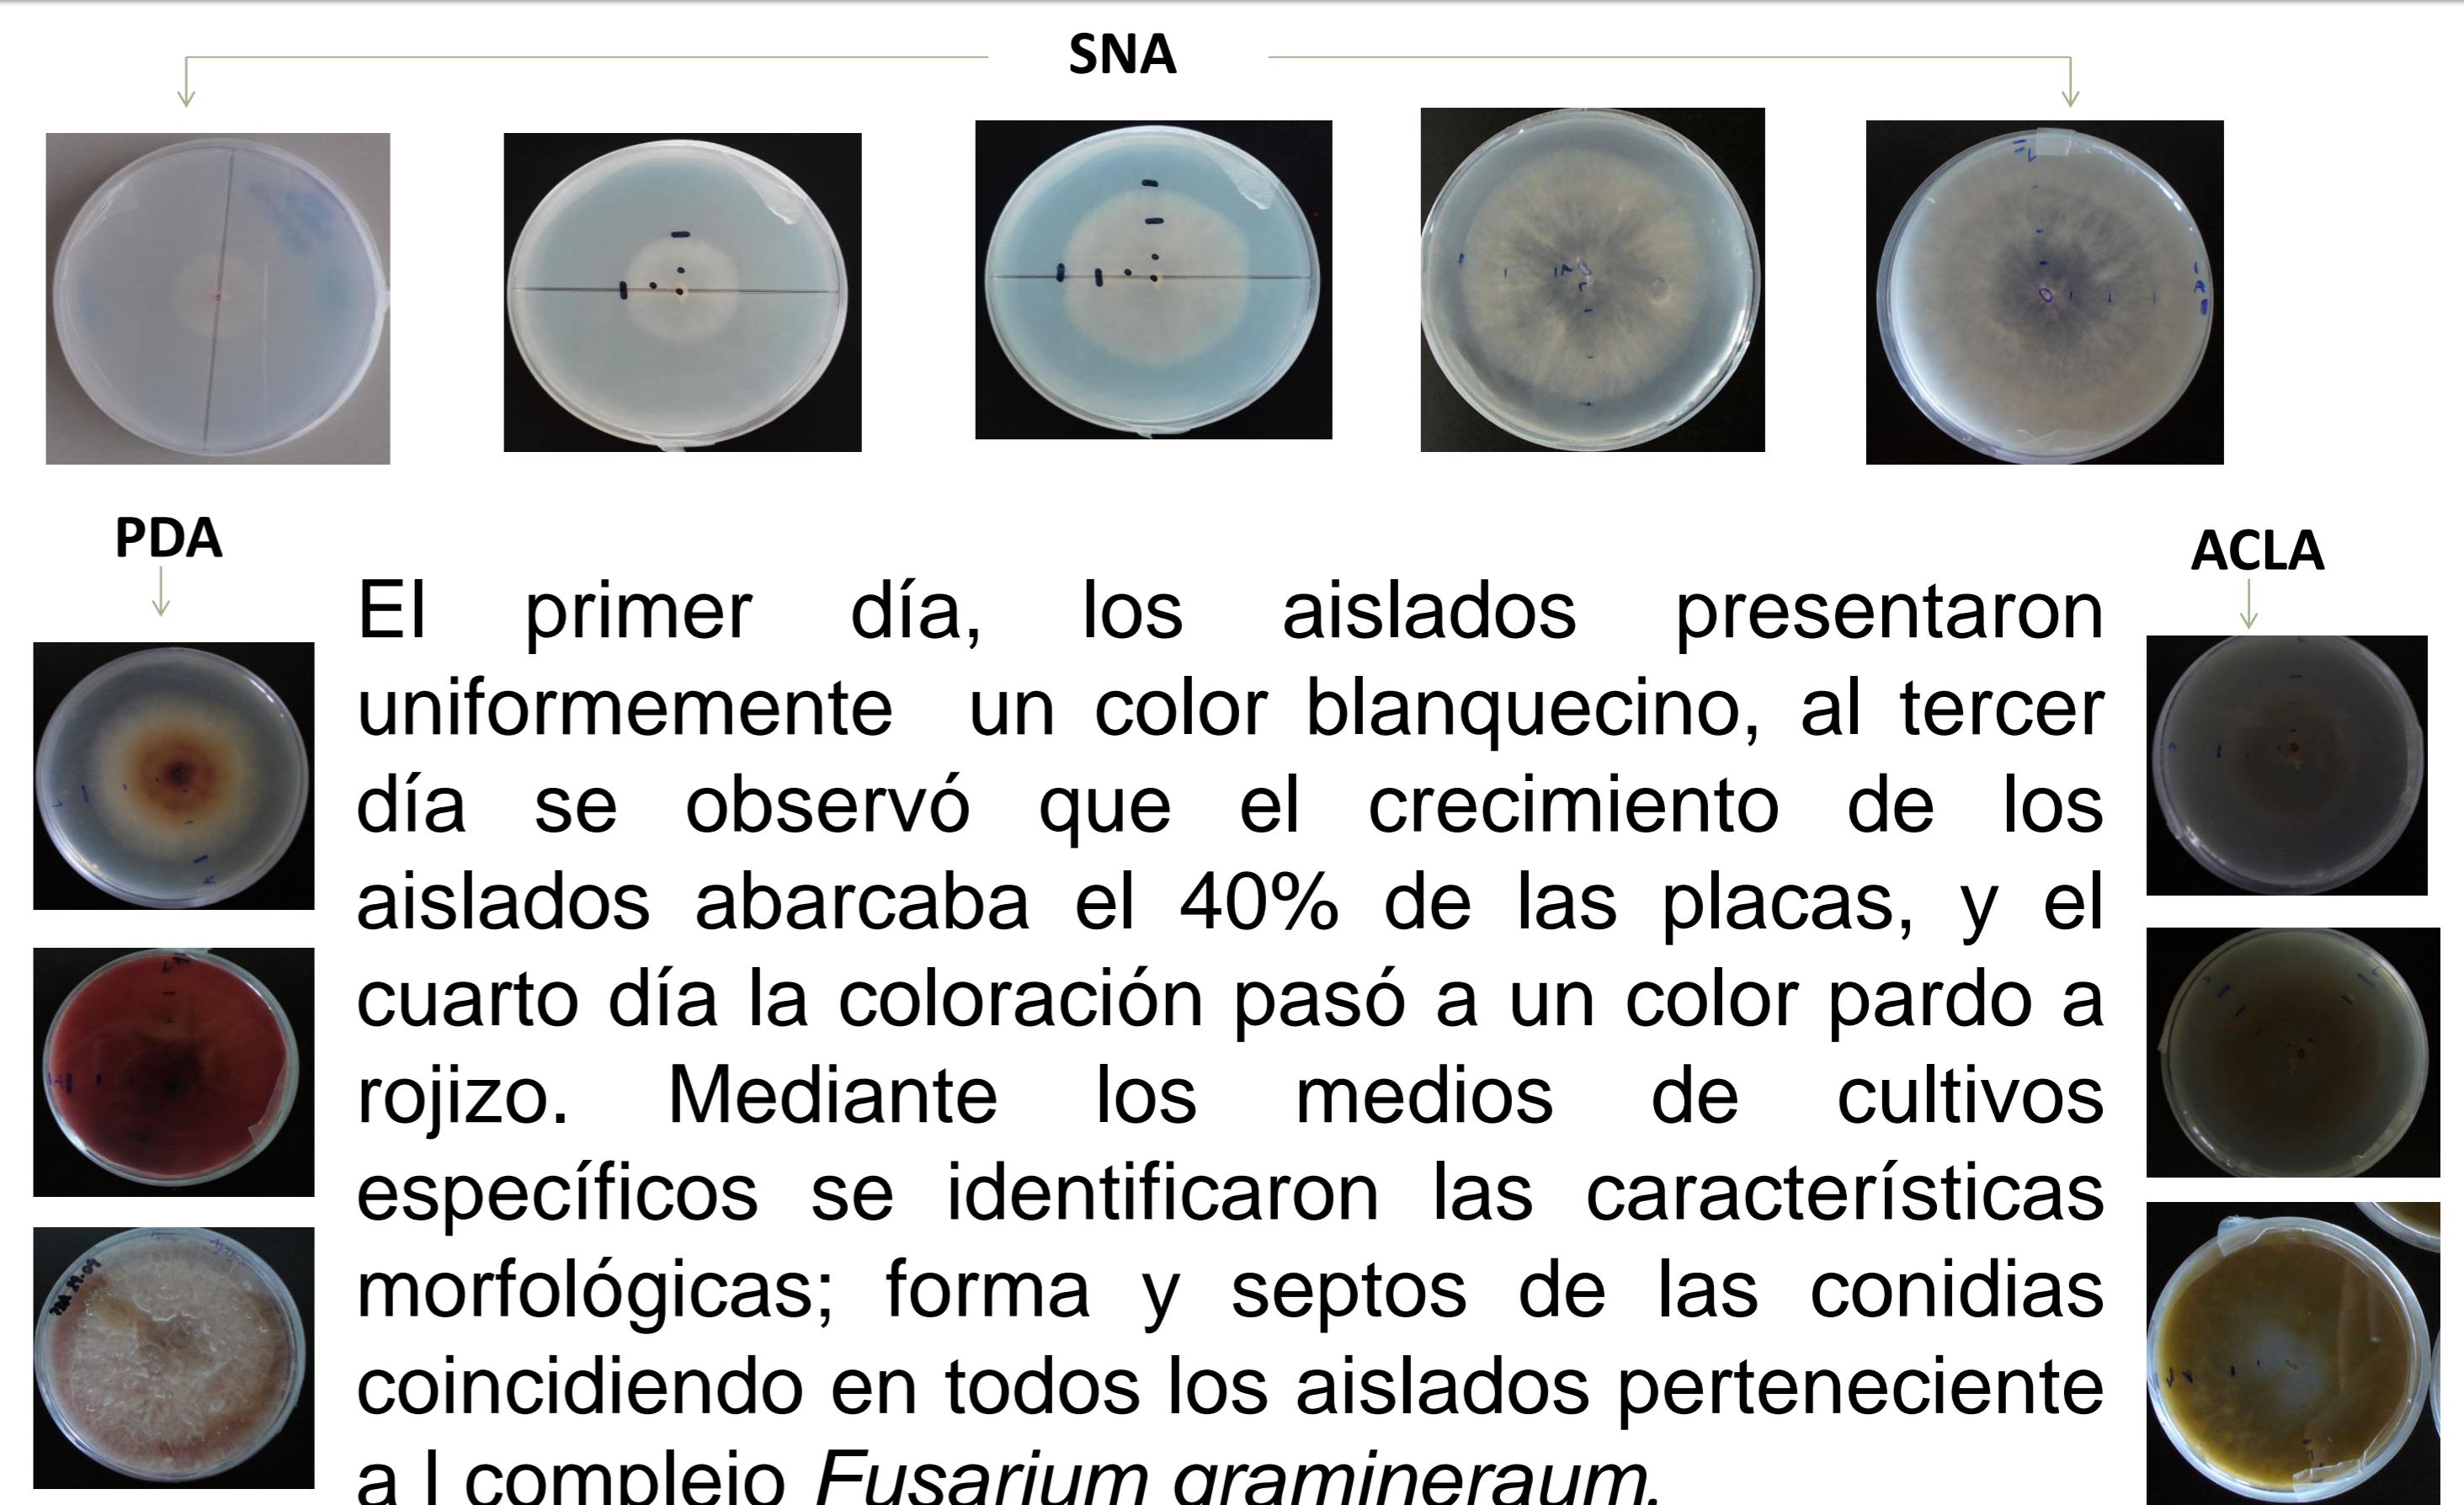 SNA
PDA
ACLA
El primer día, los aislados presentaron
uniformemente un color blanquecino, al tercer
día se observó que el crecimiento de los
aislados abarcaba el 40% de las placas, y el
cuarto día la coloración pasó a un color pardo a
rojizo. Mediante los medios de cultivos
específicos se identificaron las características
morfológicas; forma y septos de las conidias
coincidiendo en todos los aislados perteneciente
a l complejo Fusarium gramineraum.